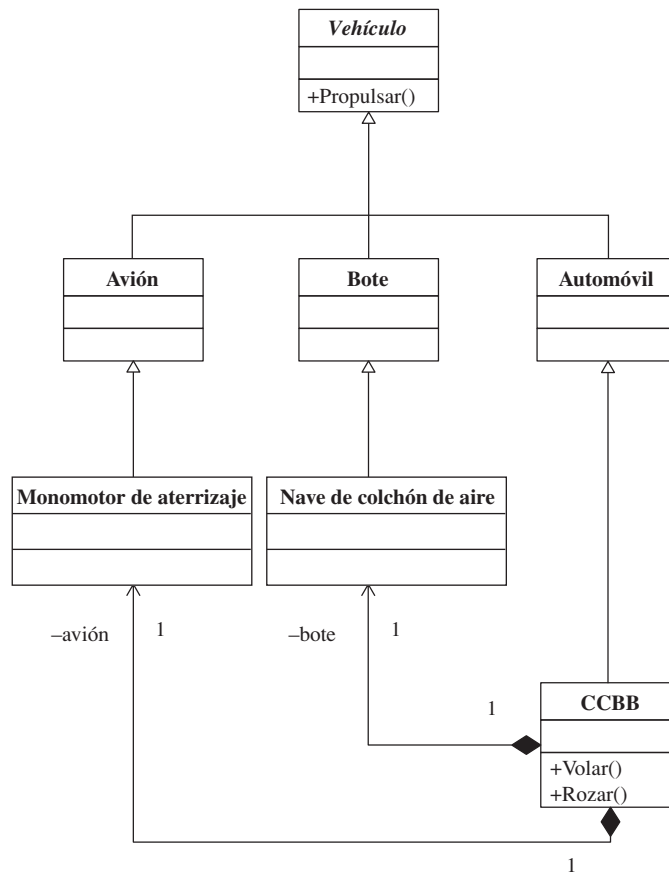 Vehículo
+Propulsar()
Avión
Bote
Automóvil
Monomotor de aterrizaje
Nave de colchón de aire
–avión
1
–bote
1
1
CCBB
+Volar()
+Rozar()
1